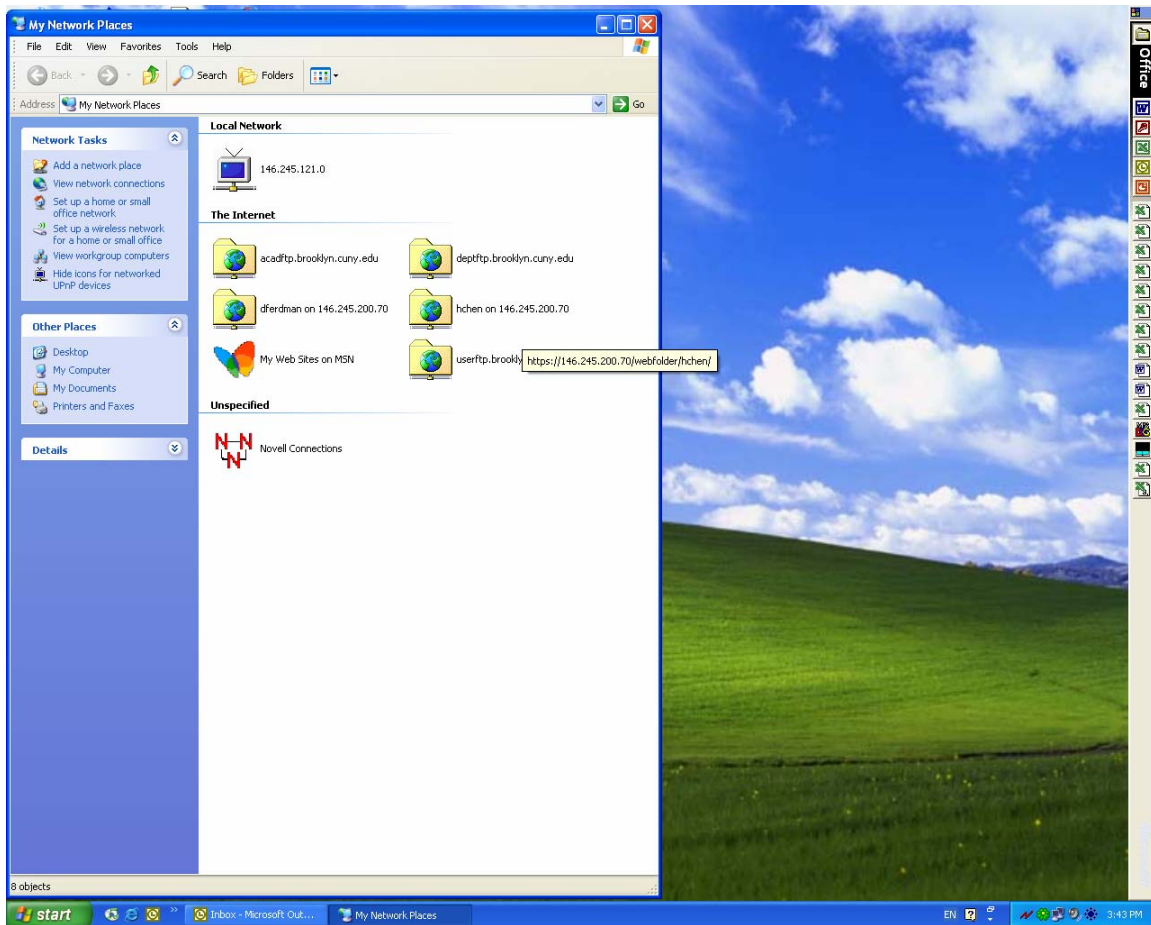 My Network Places
File Edit View Favorites Tools Help
Back Search Folders
Address My Network Places Go
Network Tasks
Add a network place
View network connections
Set up a home or small
office network
Set up a wireless network
for a home or small office
View workgroup computers
Hide icons for networked
UPnP devices
Other Places
Desktop
My Computer
My Documents
Printers and Faxes
Details
Local Network
146.245.121.0
The Internet
acadftp.brooklyn.cuny.edu deptftp.brooklyn.cuny.edu
dferdman on 146.245.200.70 hchen on 146.245.200.70
My Web Sites on MSN userftp.brookly https://146.245.200.70/webfolder/hchen/
Unspecified
Novell Connections
8 objects
Office
start Inbox - Microsoft Out... My Network Places EN 3:43 PM